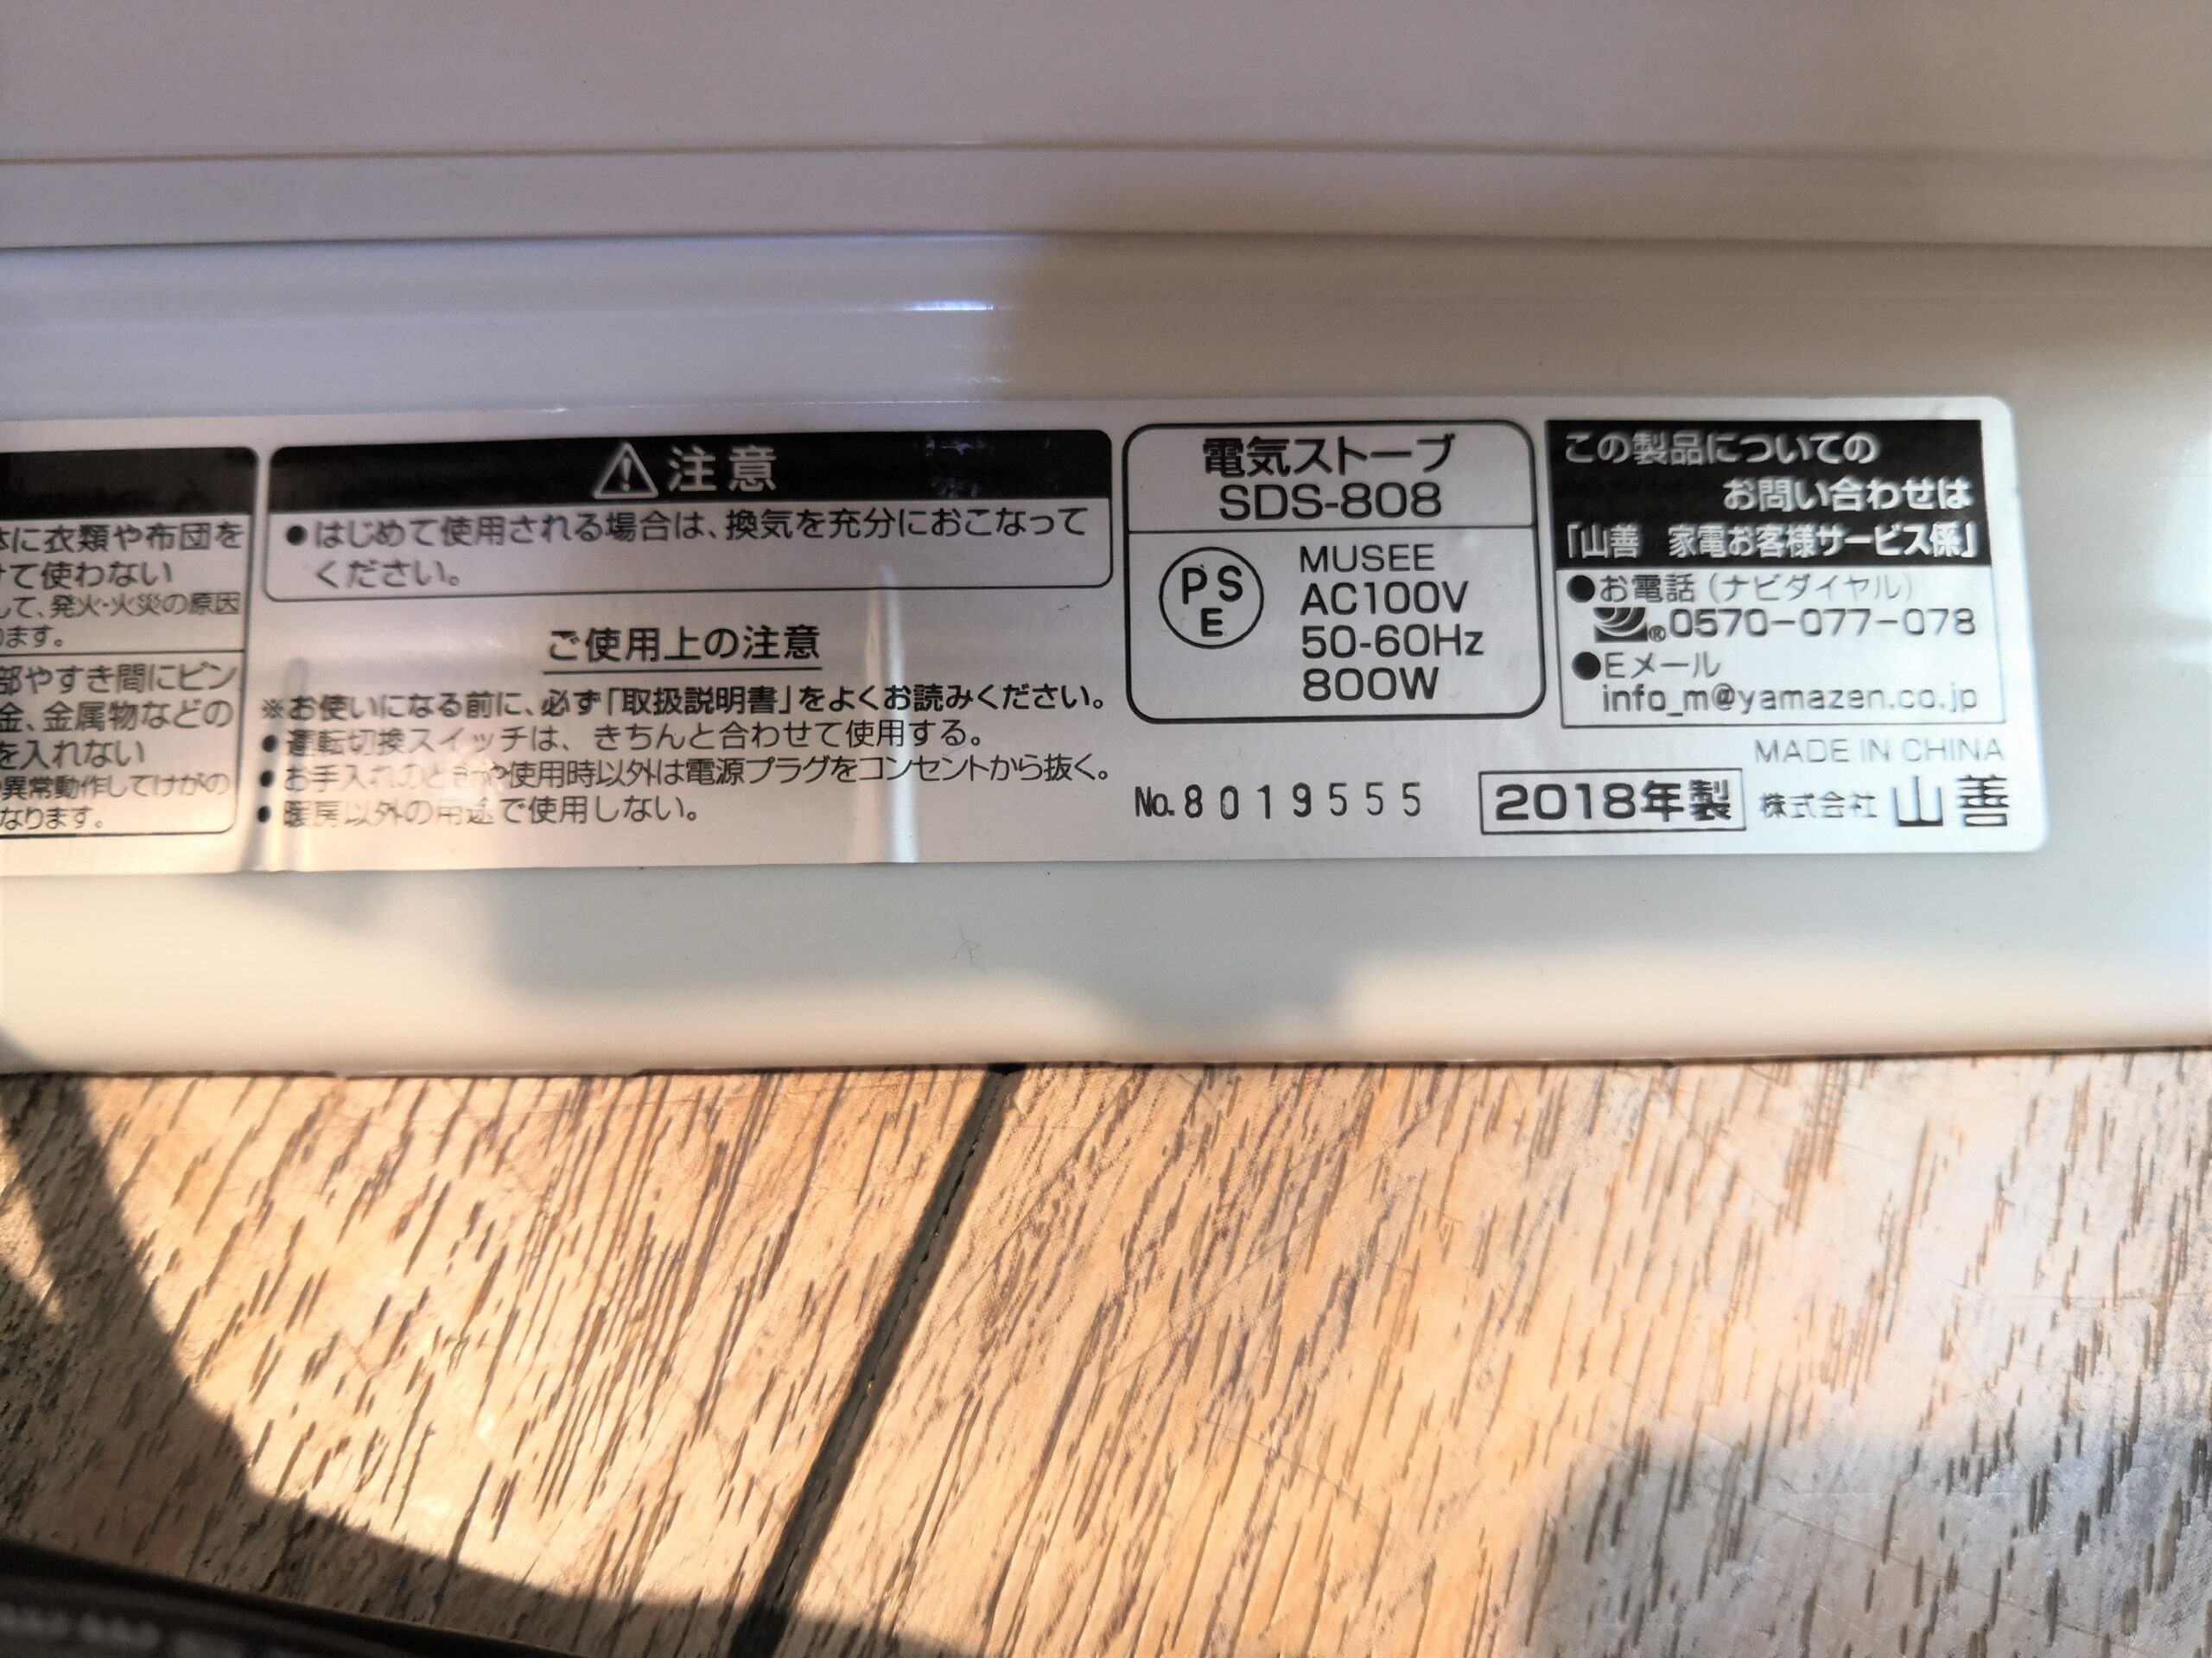 に衣類や布団を
て使わない
して、発火・火災の原因
ります。
部やすき間にピン
金、金属物などの
を入れない
異常動作してけがの
なります。
注意
●はじめて使用される場合は、換気を充分におこなって
ください。
ご使用上の注意
※お使いになる前に、必ず「取扱説明書」をよくお読みください。
●運転切換スイッチは、きちんと合わせて使用する。
●お手入れのときや使用時以外は電源プラグをコンセントから抜く。
●暖房以外の用途で使用しない。
電気ストーブ
SDS-808
PS
E
MUSEE
AC100V
50-60Hz
800W
No.8019555
この製品についての
お問い合わせは
「山善 家電お客様サービス係」
●お電話（ナビダイヤル）
®0570-077-078
●Eメール
info_m@yamazen.co.jp
MADE IN CHINA
2018年製
株式会社 山善